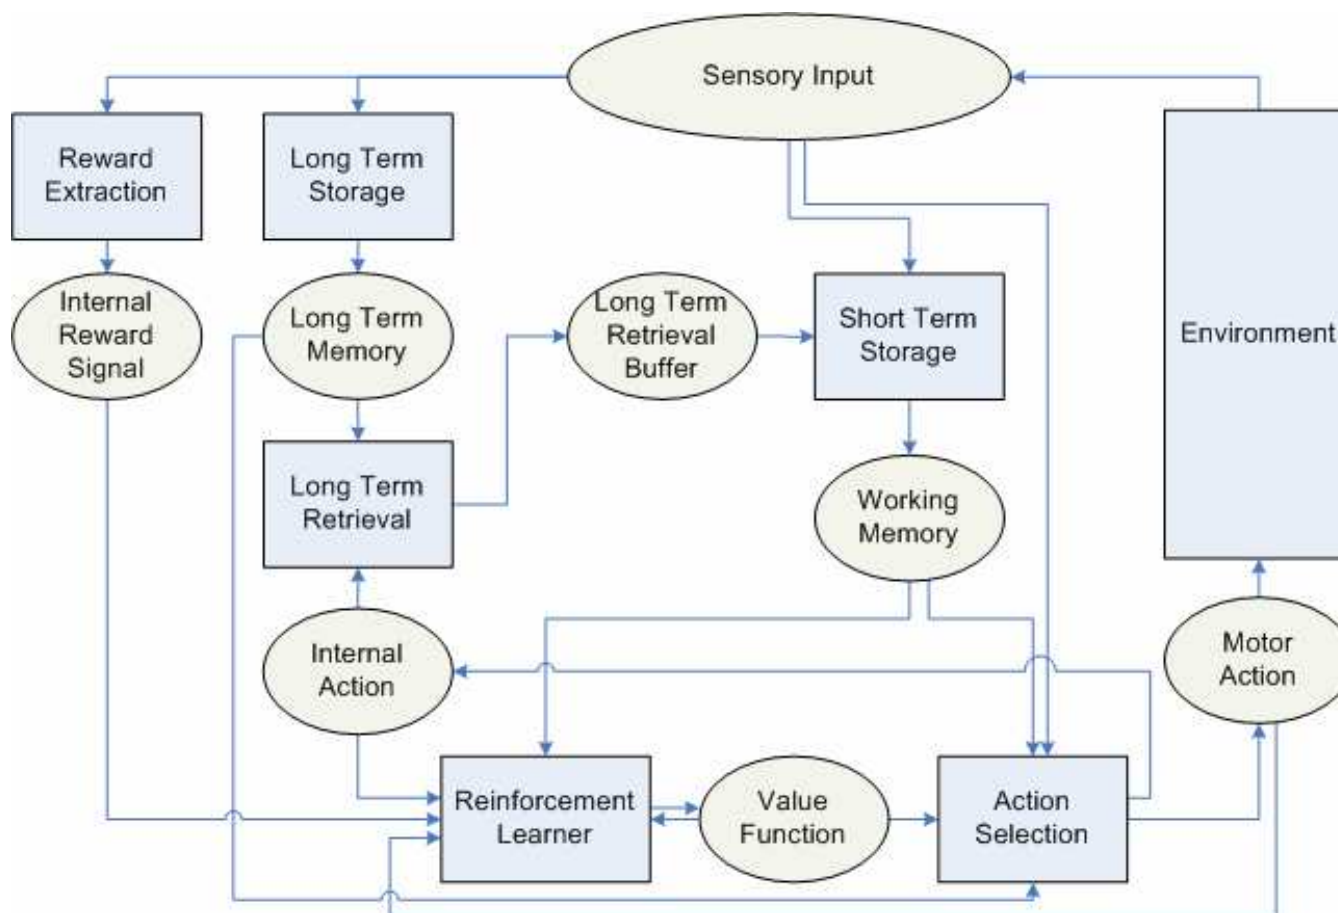 Sensory Input
Reward
Extraction
Long Term
Storage
Internal
Reward
Signal
Long Term
Memory
Long Term
Retrieval
Buffer
Short Term
Storage
Environment
Long Term
Retrieval
Working
Memory
Internal
Action
Motor
Action
Reinforcement
Learner
Value
Function
Action
Selection